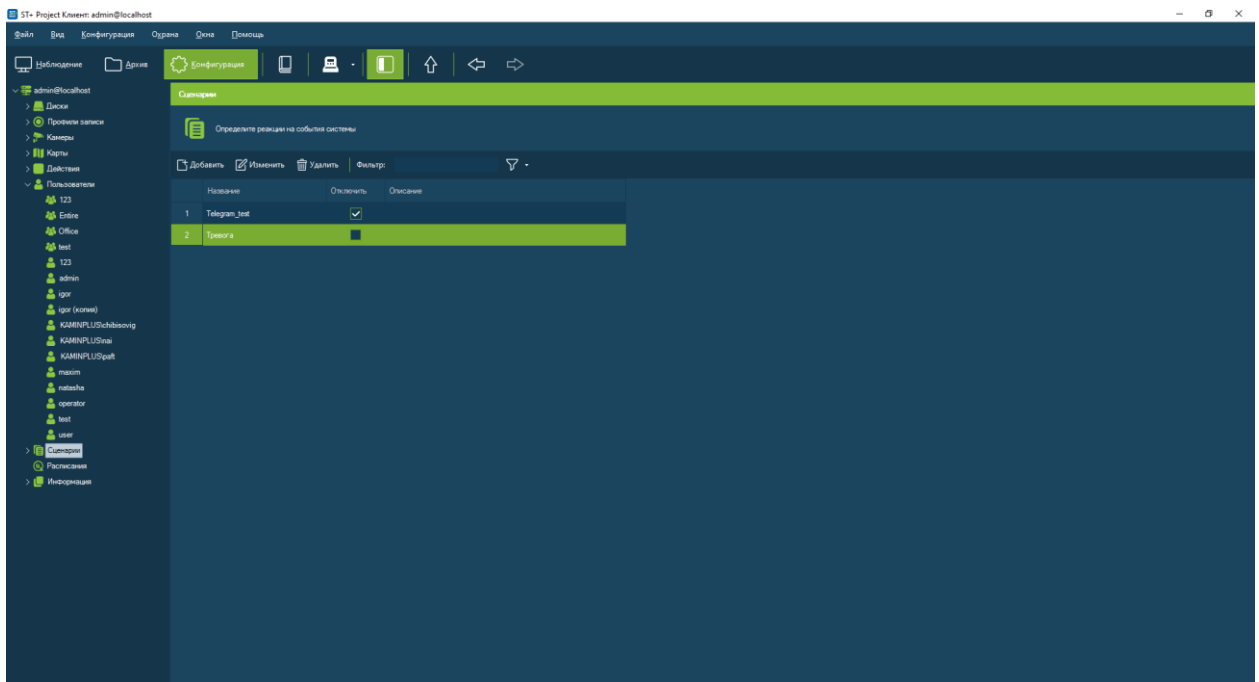 ST+ Project Клиент: admin@localhost
Файл Вид Конфигурация Охрана Окна Помощь
Наблюдение Архив Конфигурация
admin@localhost
Диски
Профили записи
Камеры
Карты
Действия
Пользователи
123
Entire
Office
test
123
admin
igor
igor (копия)
KAMINPLUS\chibisovig
KAMINPLUS\nai
KAMINPLUS\paft
maxim
natasha
operator
test
user
Сценарии
Расписания
Информация
Сценарии
Определите реакции на события системы
Добавить Изменить Удалить Фильтр:
Название Отключить Описание
1 Telegram_test
2 Тревога